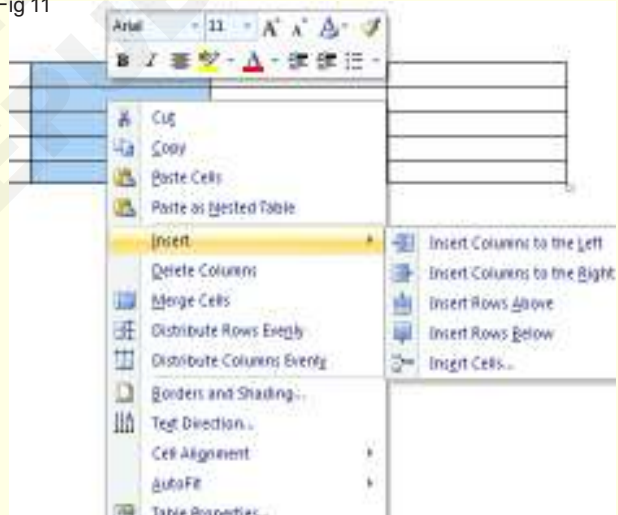 Fig 11
Arial 11 A A A
B I A
Cut
Copy
Paste Cells
Paste as Nested Table
Insert
Delete Columns
Merge Cells
Distribute Rows Evenly
Distribute Columns Evenly
Borders and Shading...
Text Direction...
Cell Alignment
AutoFit
Table Properties...
Insert Columns to the Left
Insert Columns to the Right
Insert Rows Above
Insert Rows Below
Insert Cells...